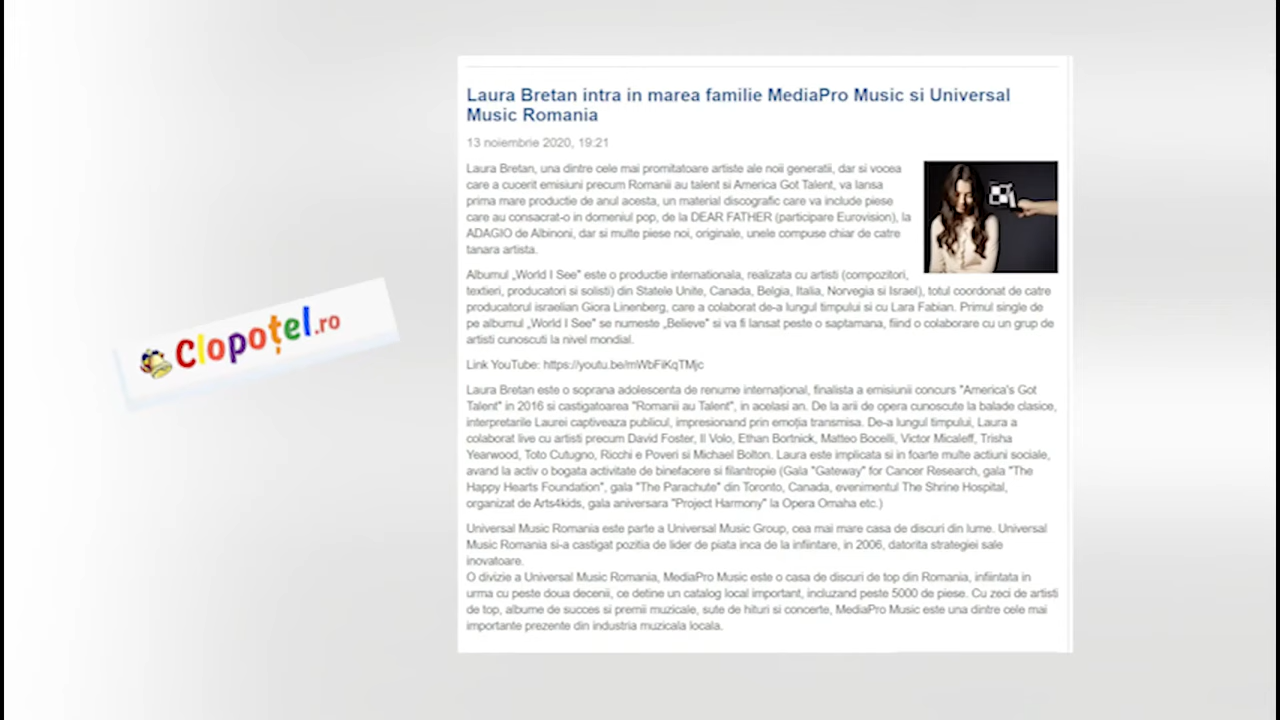 Laura Bretan intra in marea familie MediaPro Music si Universal
Music Romania
13 noiembrie 2020, 19:21
Laura Bretan, una dintre cele mai promitatoare artiste ale noii generatii, dar si vocea
care a cucerit emisiuni precum Romanii au talent si America Got Talent, va lansa
prima mare productie de anul acesta, un material discografic care va include piese
care au consacrat-o in domeniul pop, de la DEAR FATHER (participare Eurovision), la
ADAGIO de Albinoni, dar si multe piese noi, originale, unele compuse chiar de catre
tanara artista.
Albumul „World I See" este o productie internationala, realizata cu artisti (compozitori,
textieri, producatori si solisti) din Statele Unite, Canada, Belgia, Italia, Norvegia si Israel), totul coordonat de catre
producatorul israelian Giora Linenberg, care a colaborat de-a lungul timpului si cu Lara Fabian. Primul single de
pe albumul „World I See" se numeste „Believe" si va fi lansat peste o saptamana, fiind o colaborare cu un grup de
artisti cunoscuti la nivel mondial.
Link YouTube: https://youtu.be/mWbFiKqTMjc
Laura Bretan este o soprana adolescenta de renume internațional, finalista a emisiunii concurs "America's Got
Talent" in 2016 si castigatoarea "Romanii au Talent", in acelasi an. De la arii de opera cunoscute la balade clasice,
interpretarile Laurei captiveaza publicul, impresionand prin emoția transmisa. De-a lungul timpului, Laura a
colaborat live cu artisti precum David Foster, Il Volo, Ethan Bortnick, Matteo Bocelli, Victor Micaleff, Trisha
Yearwood, Toto Cutugno, Ricchi e Poveri si Michael Bolton. Laura este implicata si in foarte multe actiuni sociale,
avand la activ o bogata activitate de binefacere si filantropie (Gala "Gateway" for Cancer Research, gala "The
Happy Hearts Foundation", gala "The Parachute" din Toronto, Canada, evenimentul The Shrine Hospital,
organizat de Arts4kids, gala aniversara "Project Harmony" la Opera Omaha etc.)
Clopoțel.ro
Universal Music Romania este parte a Universal Music Group, cea mai mare casa de discuri din lume. Universal
Music Romania si-a castigat pozitia de lider de piata inca de la infiintare, in 2006, datorita strategiei sale
inovatoare.
O divizie a Universal Music Romania, MediaPro Music este o casa de discuri de top din Romania, infiintata in
urma cu peste doua decenii, ce detine un catalog local important, incluzand peste 5000 de piese. Cu zeci de artisti
de top, albume de succes si premii muzicale, sute de hituri si concerte, MediaPro Music este una dintre cele mai
importante prezente din industria muzicala locala.